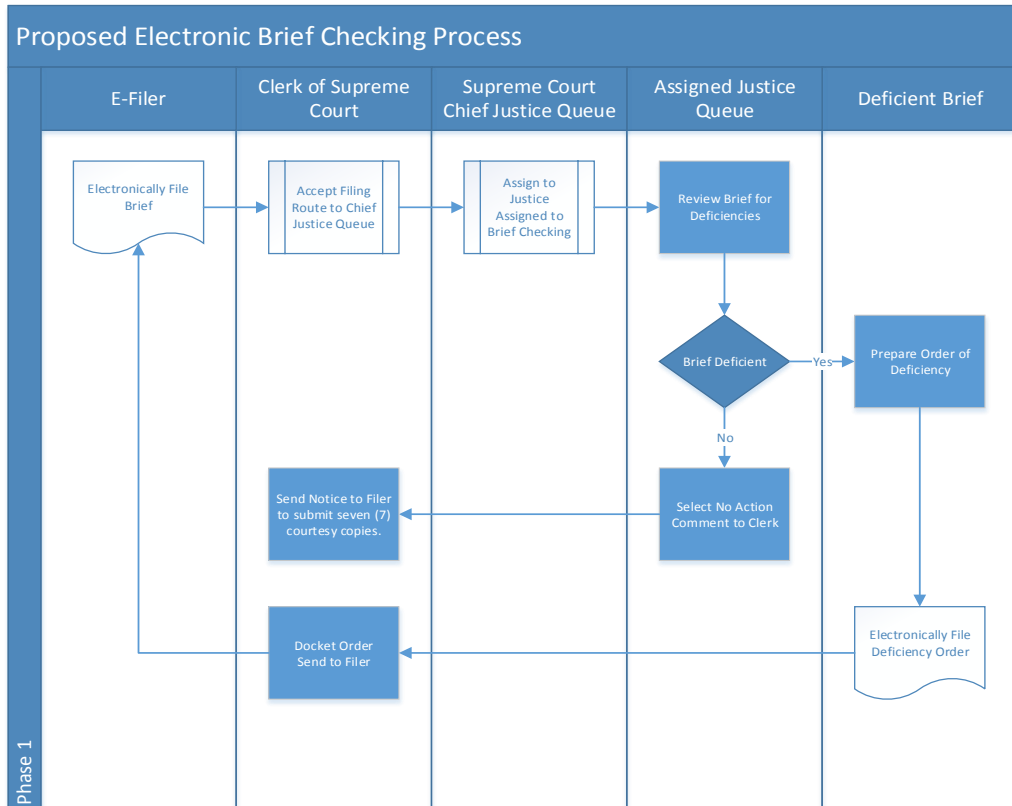 Proposed Electronic Brief Checking Process
E-Filer
Clerk of Supreme
Court
Supreme Court
Chief Justice Queue
Assigned Justice
Queue
Deficient Brief
Electronically File
Brief
Accept Filing
Route to Chief
Justice Queue
Assign to
Justice
Assigned to
Brief Checking
Review Brief for
Deficiencies
Brief Deficient
Yes
Prepare Order of
Deficiency
No
Send Notice to Filer
to submit seven (7)
courtesy copies.
Select No Action
Comment to Clerk
Docket Order
Send to Filer
Electronically File
Deficiency Order
Phase 1